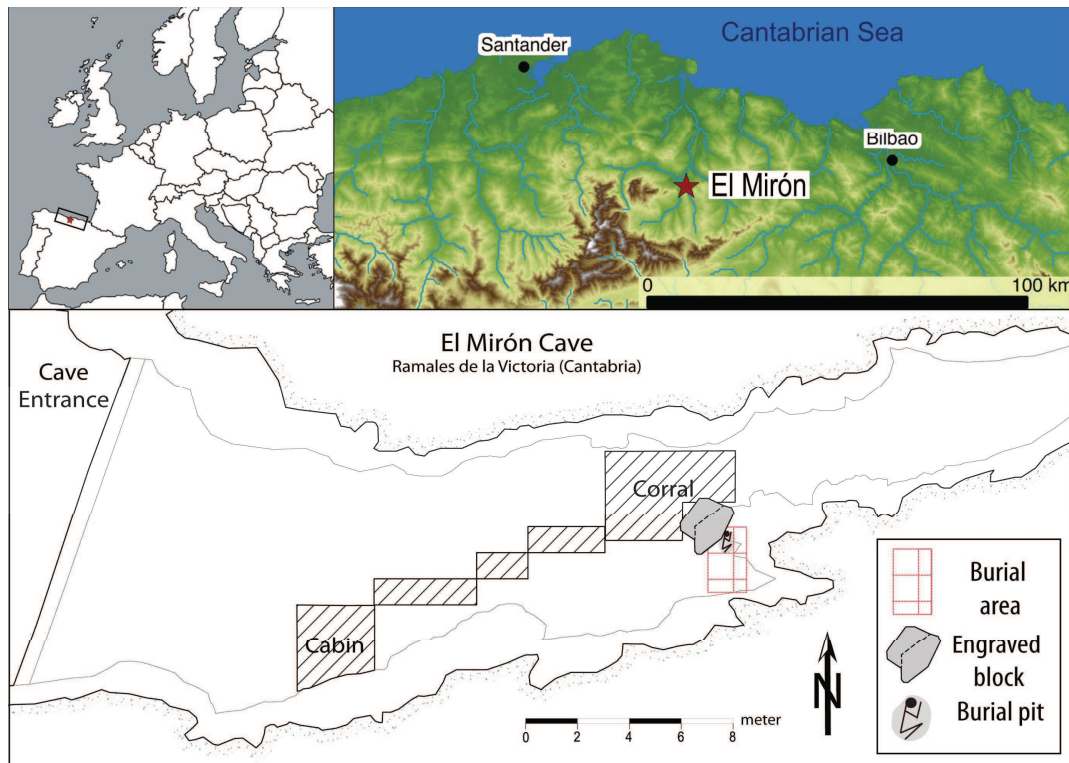 Cantabrian Sea
Santander
Bilbao
El Mirón
0
100 km
El Mirón Cave
Ramales de la Victoria (Cantabria)
Cave
Entrance
Corral
Cabin
Burial
area
Engraved
block
Burial pit
N
meter
0 2 4 6 8